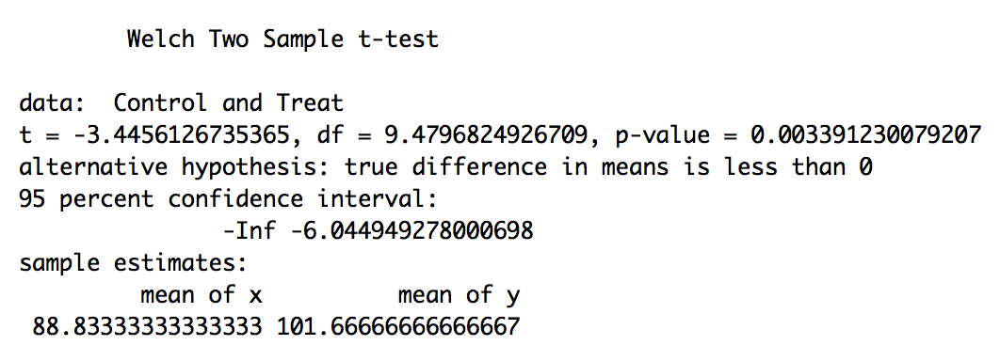 Welch Two Sample t-test
data:  Control and Treat
t = -3.4456126735365, df = 9.4796824926709, p-value = 0.003391230079207
alternative hypothesis: true difference in means is less than 0
95 percent confidence interval:
-Inf -6.044949278000698
sample estimates:
mean of x mean of y
88.83333333333333 101.66666666666667